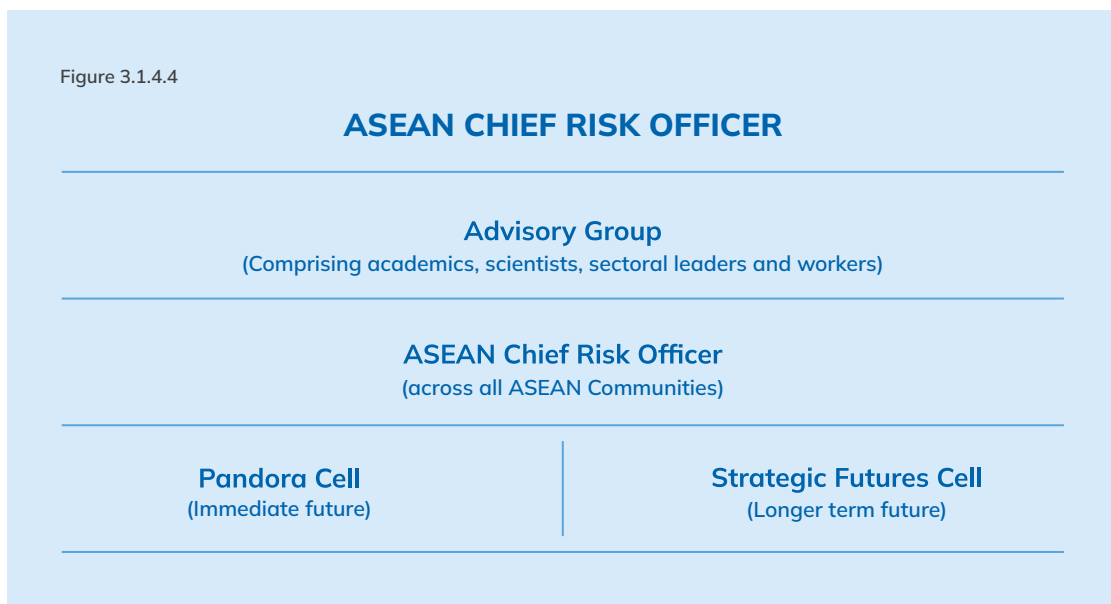 Figure 3.1.4.4
ASEAN CHIEF RISK OFFICER
Advisory Group
(Comprising academics, scientists, sectoral leaders and workers)
ASEAN Chief Risk Officer
(across all ASEAN Communities)
Pandora Cell
(Immediate future)
Strategic Futures Cell
(Longer term future)